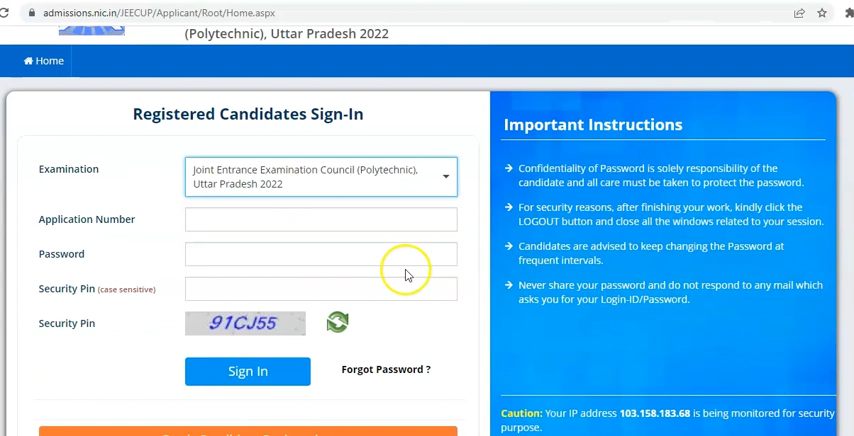 admissions.nic.in/JEECUP/Applicant/Root/Home.aspx
(Polytechnic), Uttar Pradesh 2022
Home
Registered Candidates Sign-In
Examination
Joint Entrance Examination Council (Polytechnic),
Uttar Pradesh 2022
Application Number
Password
Security Pin (case sensitive)
Security Pin
91CJ55
Sign In
Forgot Password ?
Important Instructions
Confidentiality of Password is solely responsibility of the
candidate and all care must be taken to protect the password.
For security reasons, after finishing your work, kindly click the
LOGOUT button and close all the windows related to your session.
Candidates are advised to keep changing the Password at
frequent intervals.
Never share your password and do not respond to any mail which
asks you for your Login-ID/Password.
Caution: Your IP address 103.158.183.68 is being monitored for security
purpose.